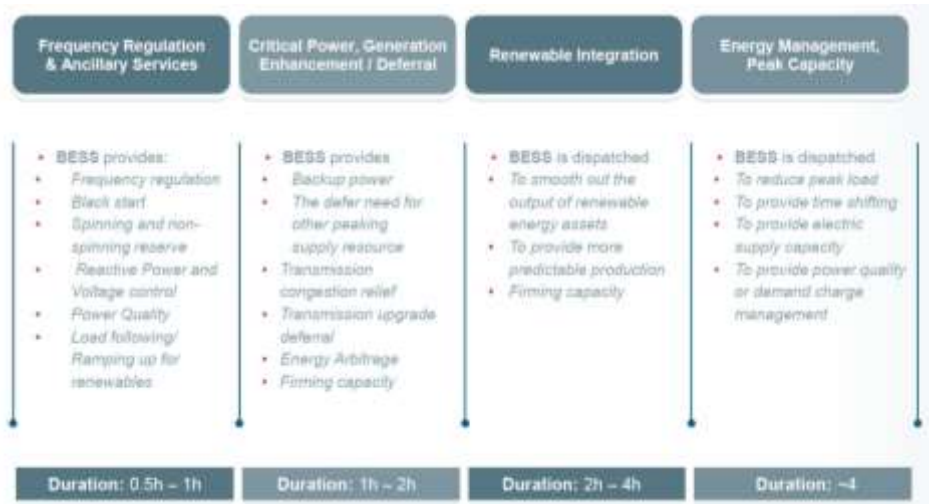 Frequency Regulation
& Ancillary Services
• BESS provides:
• Frequency regulation
• Black start
• Spinning and non-
spinning reserve
• Reactive Power and
Voltage control
• Power Quality
• Load following/
Ramping up for
renewables
Duration: 0.5h – 1h
Critical Power, Generation
Enhancement / Deferral
• BESS provides
• Backup power
• The defer need for
other peaking
supply resource
• Transmission
congestion relief
• Transmission upgrade
deferral
• Energy Arbitrage
• Firming capacity
Duration: 1h – 2h
Renewable Integration
• BESS is dispatched
• To smooth out the
output of renewable
energy assets
• To provide more
predictable production
• Firming capacity
Duration: 2h – 4h
Energy Management,
Peak Capacity
• BESS is dispatched
• To reduce peak load
• To provide time shifting
• To provide electric
supply capacity
• To provide power quality
or demand charge
management
Duration: ~4